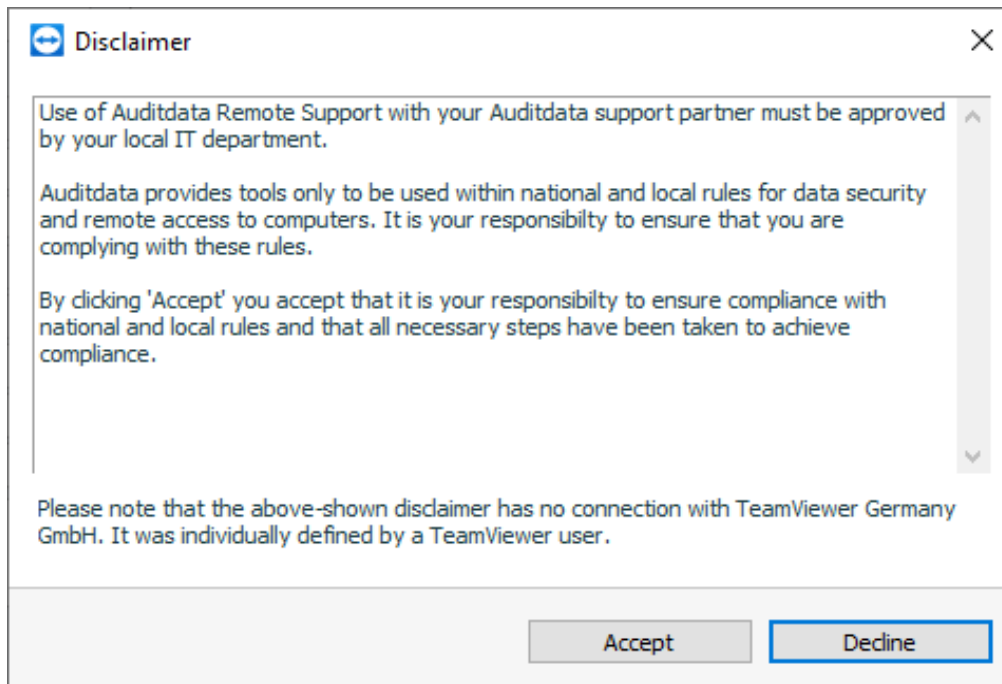 Disclaimer
Use of Auditdata Remote Support with your Auditdata support partner must be approved
by your local IT department.
Auditdata provides tools only to be used within national and local rules for data security
and remote access to computers. It is your responsibilty to ensure that you are
complying with these rules.
By clicking 'Accept' you accept that it is your responsibilty to ensure compliance with
national and local rules and that all necessary steps have been taken to achieve
compliance.
Please note that the above-shown disclaimer has no connection with TeamViewer Germany
GmbH. It was individually defined by a TeamViewer user.
Accept
Decline